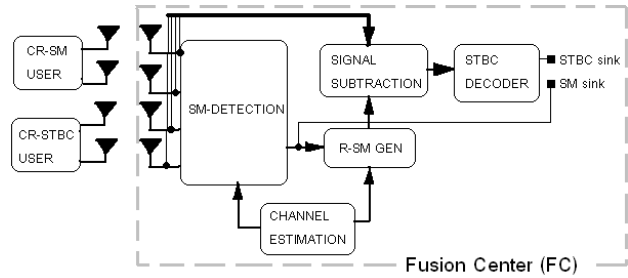 CR-SM
USER
CR-STBC
USER
SM-DETECTION
SIGNAL
SUBTRACTION
STBC
DECODER
STBC sink
SM sink
R-SM GEN
CHANNEL
ESTIMATION
Fusion Center (FC)